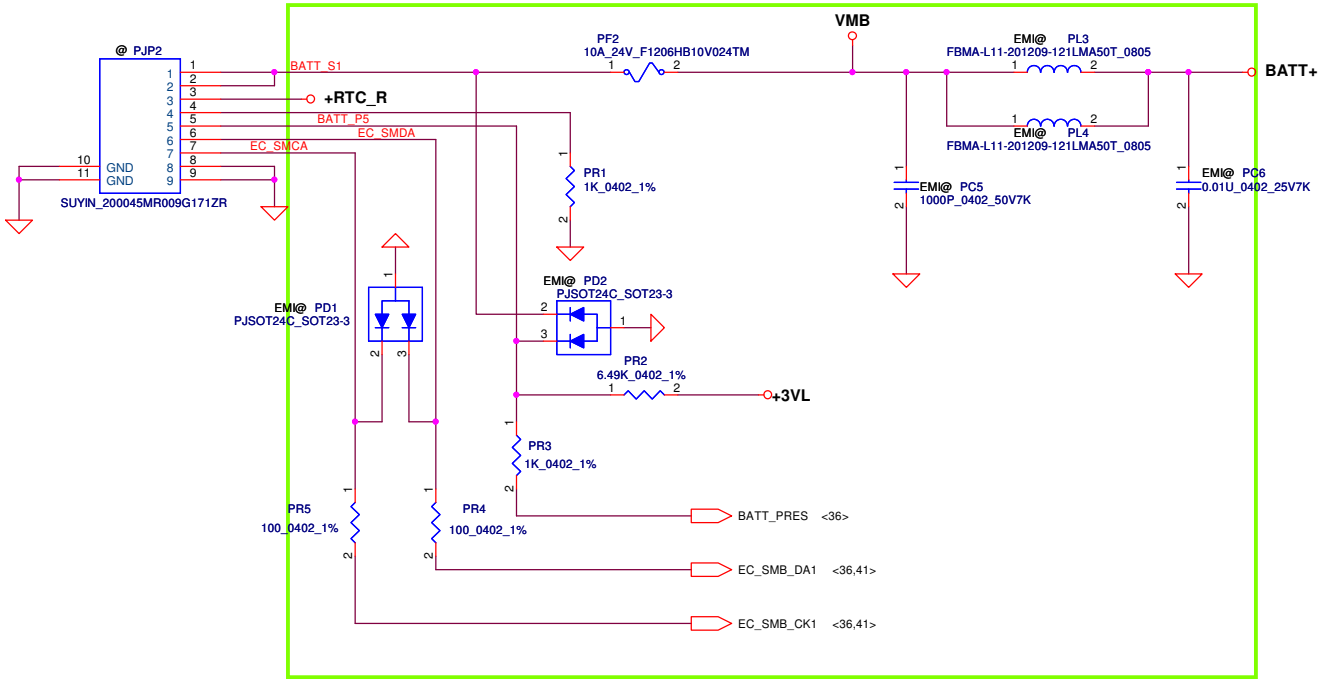 VMB
@ PJP2
PF2
10A_24V_F1206HB10V024TM
EMI@ PL3
FBMA-L11-201209-121LMA50T_0805
1 1 BATT_S1
1 2
1 2
BATT+
2 2
3 3 +RTC_R
4 4
5 5 BATT_P5
6 6 EC_SMDA
7 7 EC_SMCA
8 8
9 9
10 GND
11 GND
SUYIN_200045MR009G171ZR
1 2
EMI@ PL4
FBMA-L11-201209-121LMA50T_0805
1
PR1
1K_0402_1%
2
1
EMI@ PC5
1000P_0402_50V7K
2
1
EMI@ PC6
0.01U_0402_25V7K
2
1
EMI@ PD1
PJSOT24C_SOT23-3
2 3
EMI@ PD2
PJSOT24C_SOT23-3
2
1
3
PR2
6.49K_0402_1%
1 2
+3VL
1
PR3
1K_0402_1%
2
1
PR5
100_0402_1%
2
1
PR4
100_0402_1%
2
BATT_PRES <36>
EC_SMB_DA1 <36,41>
EC_SMB_CK1 <36,41>